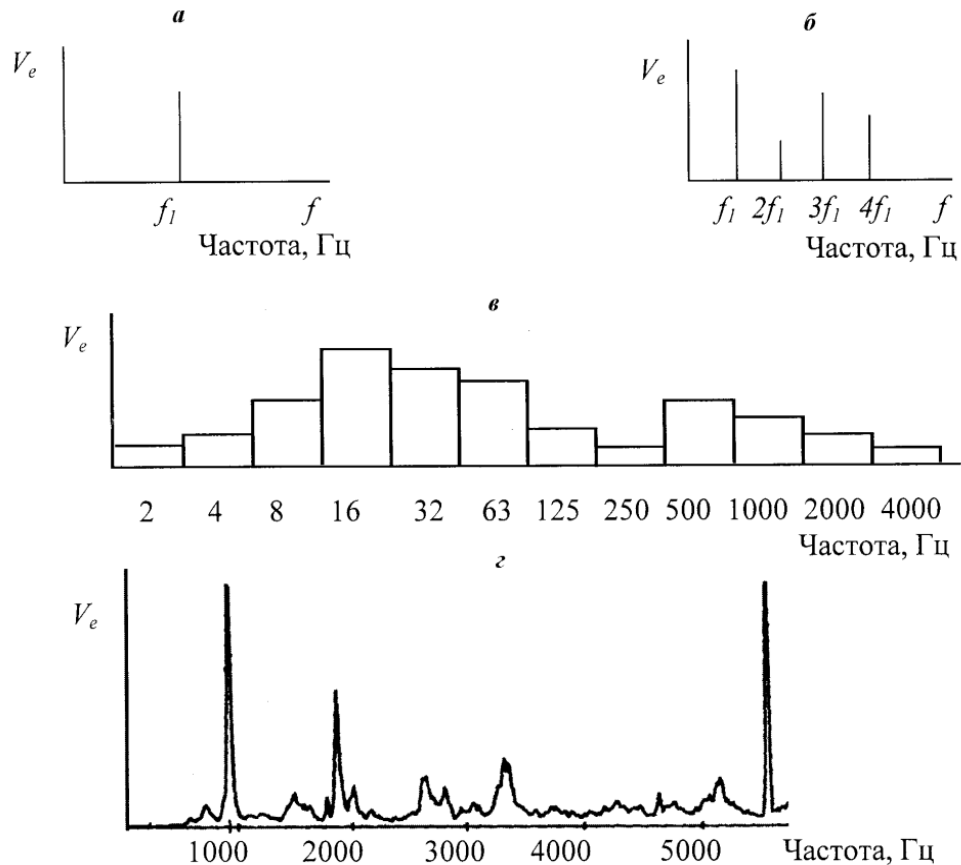 а
V_e
f_1 f
Частота, Гц
б
V_e
f_1 2f_1 3f_1 4f_1 f
Частота, Гц
в
V_e
2 4 8 16 32 63 125 250 500 1000 2000 4000
Частота, Гц
г
V_e
1000 2000 3000 4000 5000 Частота, Гц